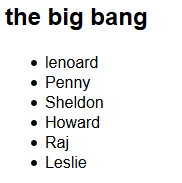 the big bang
lenoard
Penny
Sheldon
Howard
Raj
Leslie